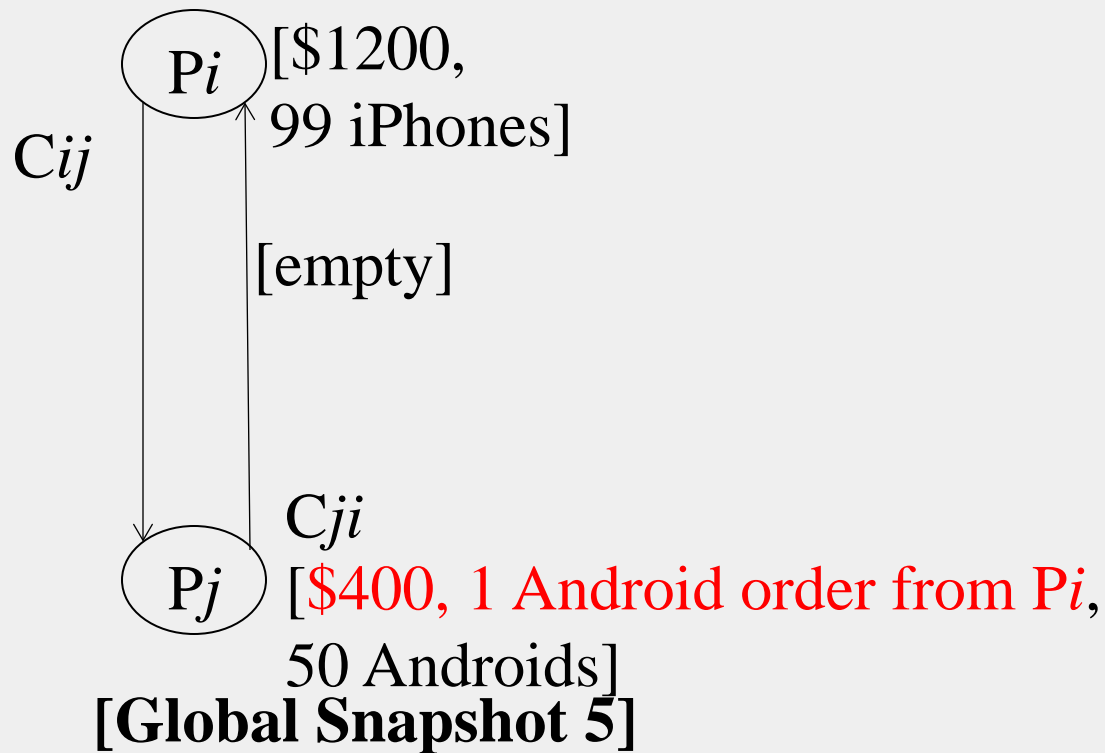 Pi
[$1200,
99 iPhones]
Cij
[empty]
Cji
Pj
[$400, 1 Android order from Pi,
50 Androids]
[Global Snapshot 5]